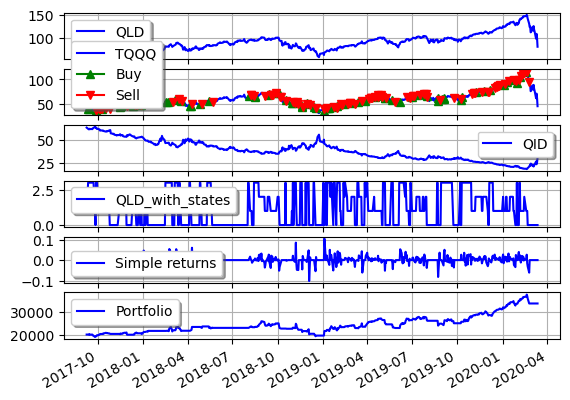 150
QLD
100
TQQQ
100
Buy
50
Sell
50
QID
25
2.5
QLD_with_states
0.0
0.1
0.0
Simple returns
−0.1
Portfolio
30000
20000
2017-10 2018-01 2018-04 2018-07 2018-10 2019-01 2019-04 2019-07 2019-10 2020-01 2020-04